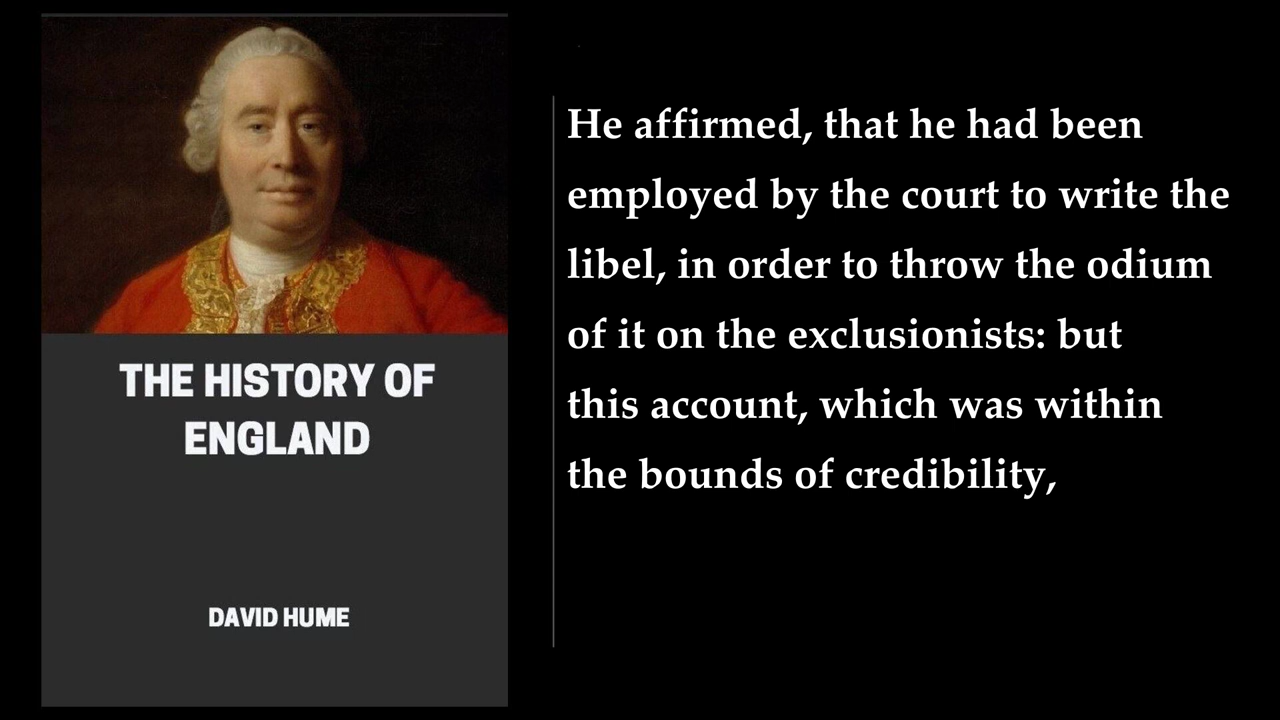 THE HISTORY OF
ENGLAND
DAVID HUME
He affirmed, that he had been
employed by the court to write the
libel, in order to throw the odium
of it on the exclusionists: but
this account, which was within
the bounds of credibility,